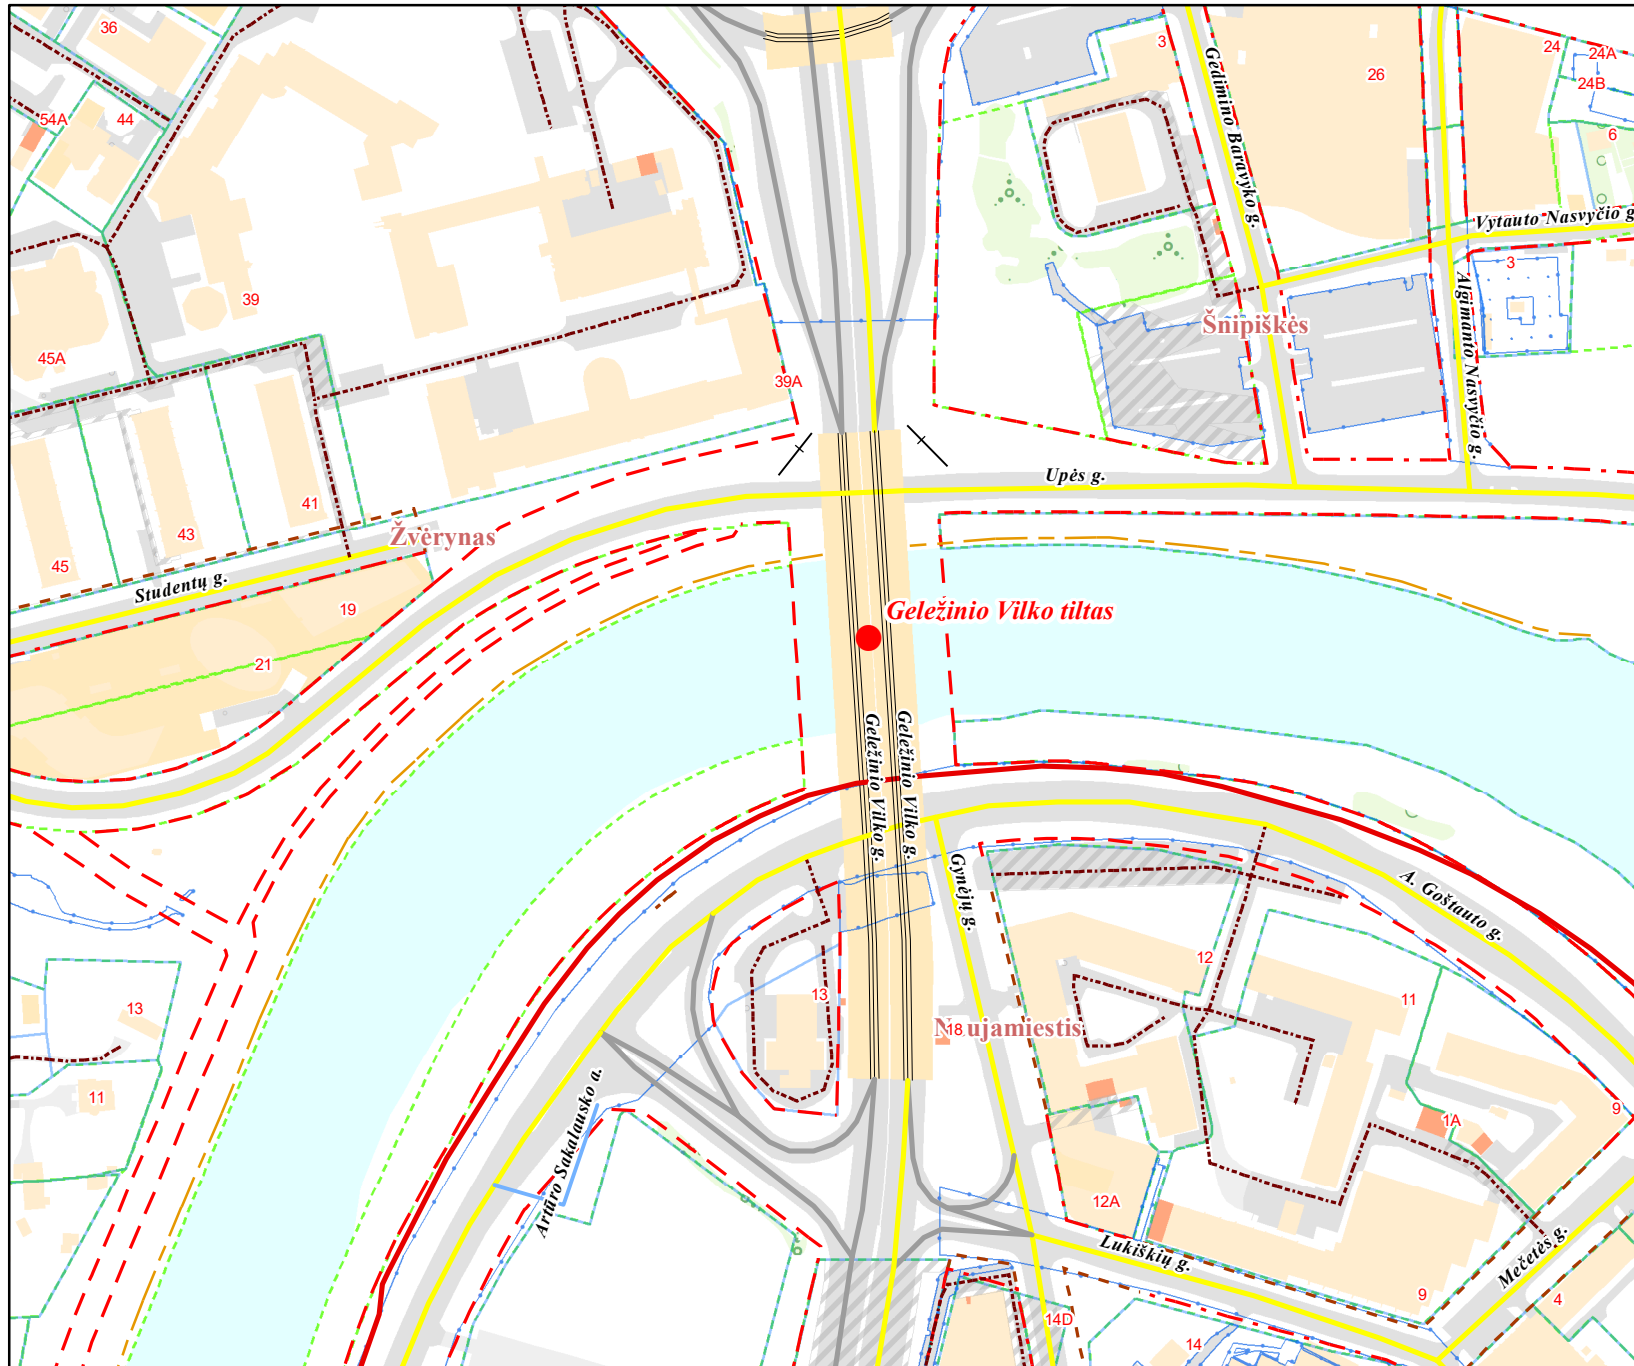 36
3
24
24A
26
24B
54A
44
6
Gedimino Baravyko g.
Vytauto Nasvyčio g
3
39
Šnipiškės
Algimanto Nasvyčio g.
45A
39A
Upės g.
41
43
Žvėrynas
45
Studentų g.
19
Geležinio Vilko tiltas
21
Geležinio Vilko g.
Geležinio Vilko g.
Gynėjų g.
A. Goštauto g.
12
13
13
11
18
Naujamiestis
11
9
1A
Artūro Sakalausko a.
12A
Lukiškių g.
Mečetės g.
9
4
14D
14